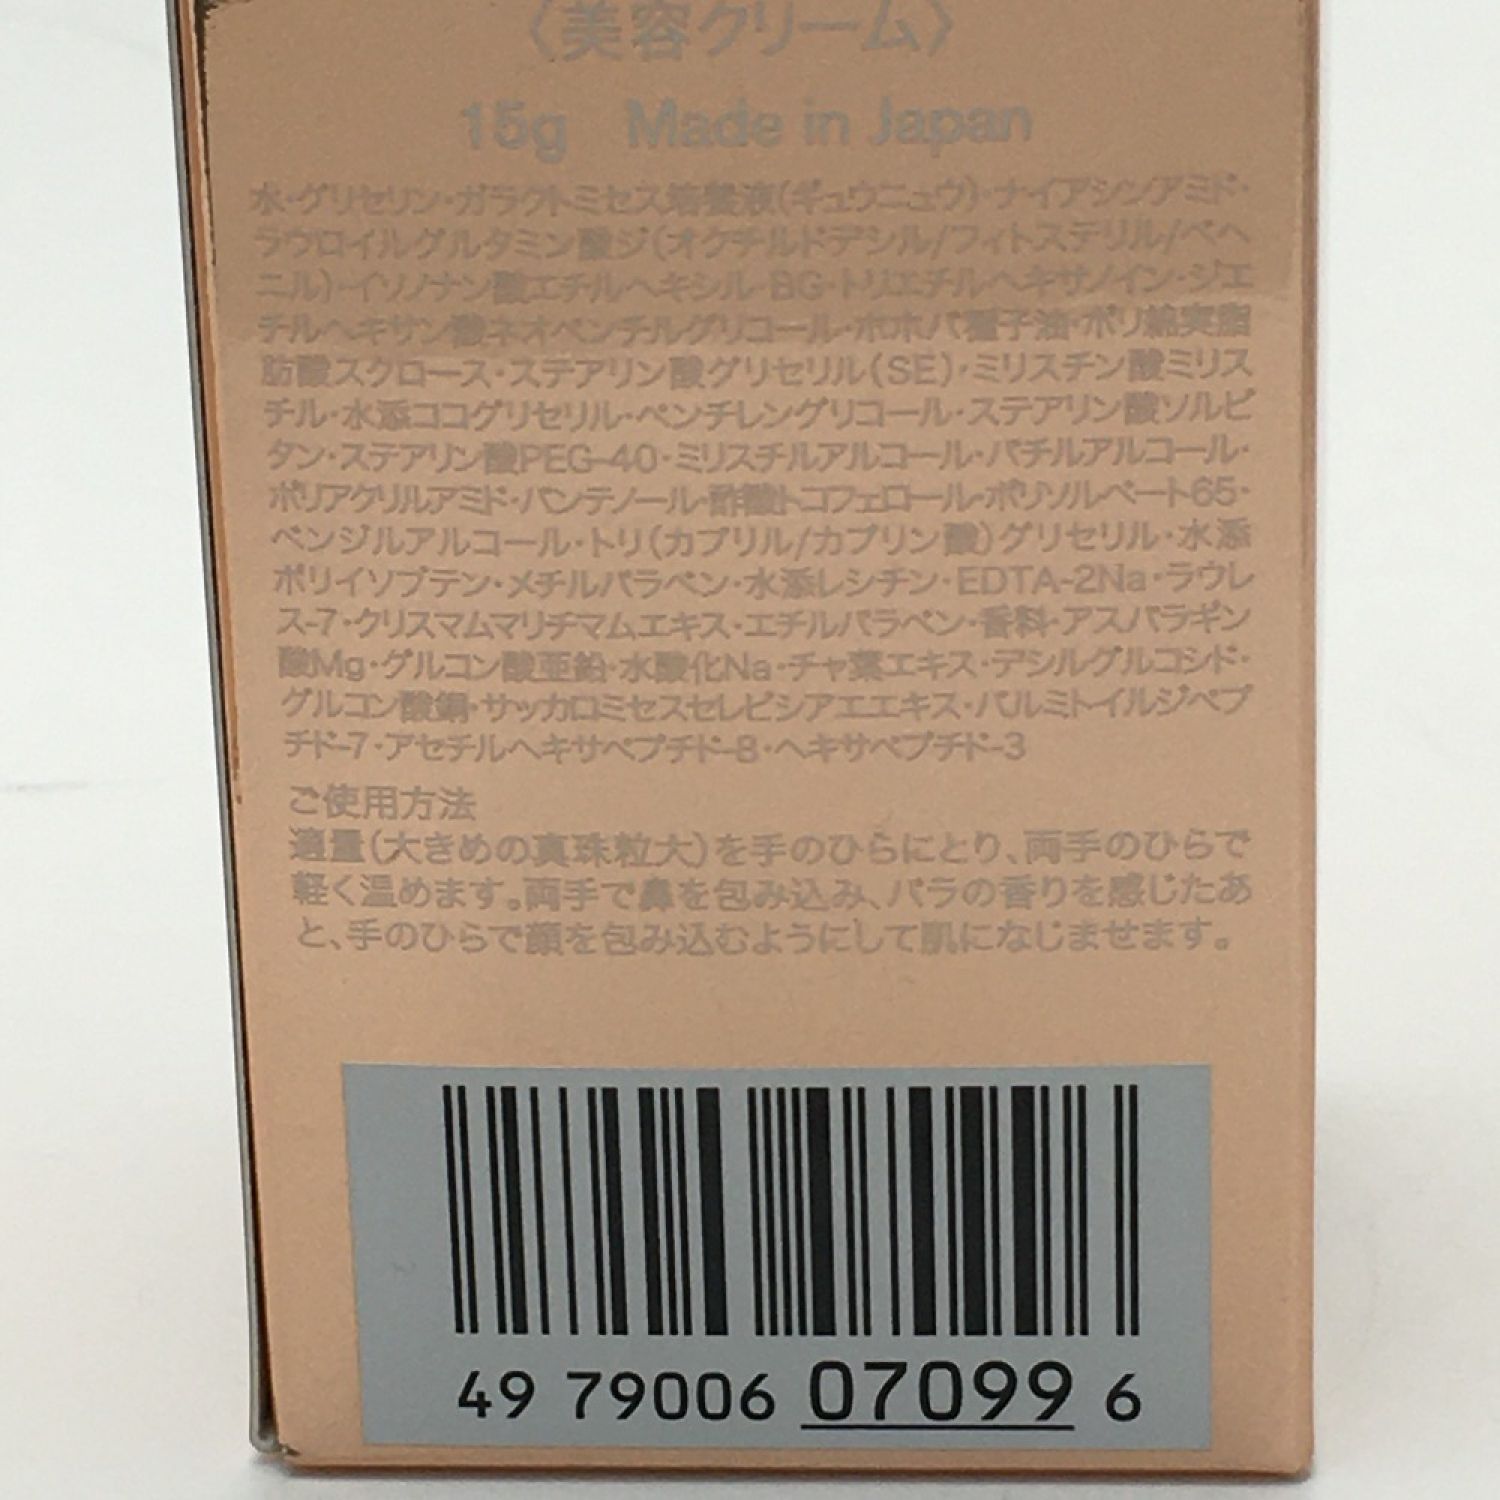 〈美容クリーム〉
15g Made in Japan
水・グリセリン・ガラクトミセス培養液(ギュウニュウ)・ナイアシンアミド・
ラウロイルグルタミン酸ジ(オクチルドデシル/フィトステリル/ベヘ
ニル)・イソノナン酸エチルヘキシル・BG・トリエチルヘキサノイン・ジエ
チルヘキサン酸ネオペンチルグリコール・ホホバ種子油・ポリ綿実脂
肪酸スクロース・ステアリン酸グリセリル(SE)・ミリスチン酸ミリス
チル・水添ココグリセリル・ペンチレングリコール・ステアリン酸ソルビ
タン・ステアリン酸PEG-40・ミリスチルアルコール・バチルアルコール・
ポリアクリルアミド・パンテノール・酢酸トコフェロール・ポリソルベート65・
ベンジルアルコール・トリ(カプリル/カプリン酸)グリセリル・水添
ポリイソブテン・メチルパラベン・水添レシチン・EDTA-2Na・ラウレ
ス-7・クリスマムマリチマムエキス・エチルパラベン・香料・アスパラギン
酸Mg・グルコン酸亜鉛・水酸化Na・チャ葉エキス・デシルグルコシド・
グルコン酸銅・サッカロミセスセレビシアエエキス・パルミトイルジペプ
チド-7・アセチルヘキサペプチド-8・ヘキサペプチド-3
ご使用方法
適量(大きめの真珠粒大)を手のひらにとり、両手のひらで
軽く温めます。両手で鼻を包み込み、バラの香りを感じたあ
と、手のひらで顔を包み込むようにして肌になじませます。
49 79006 07099 6